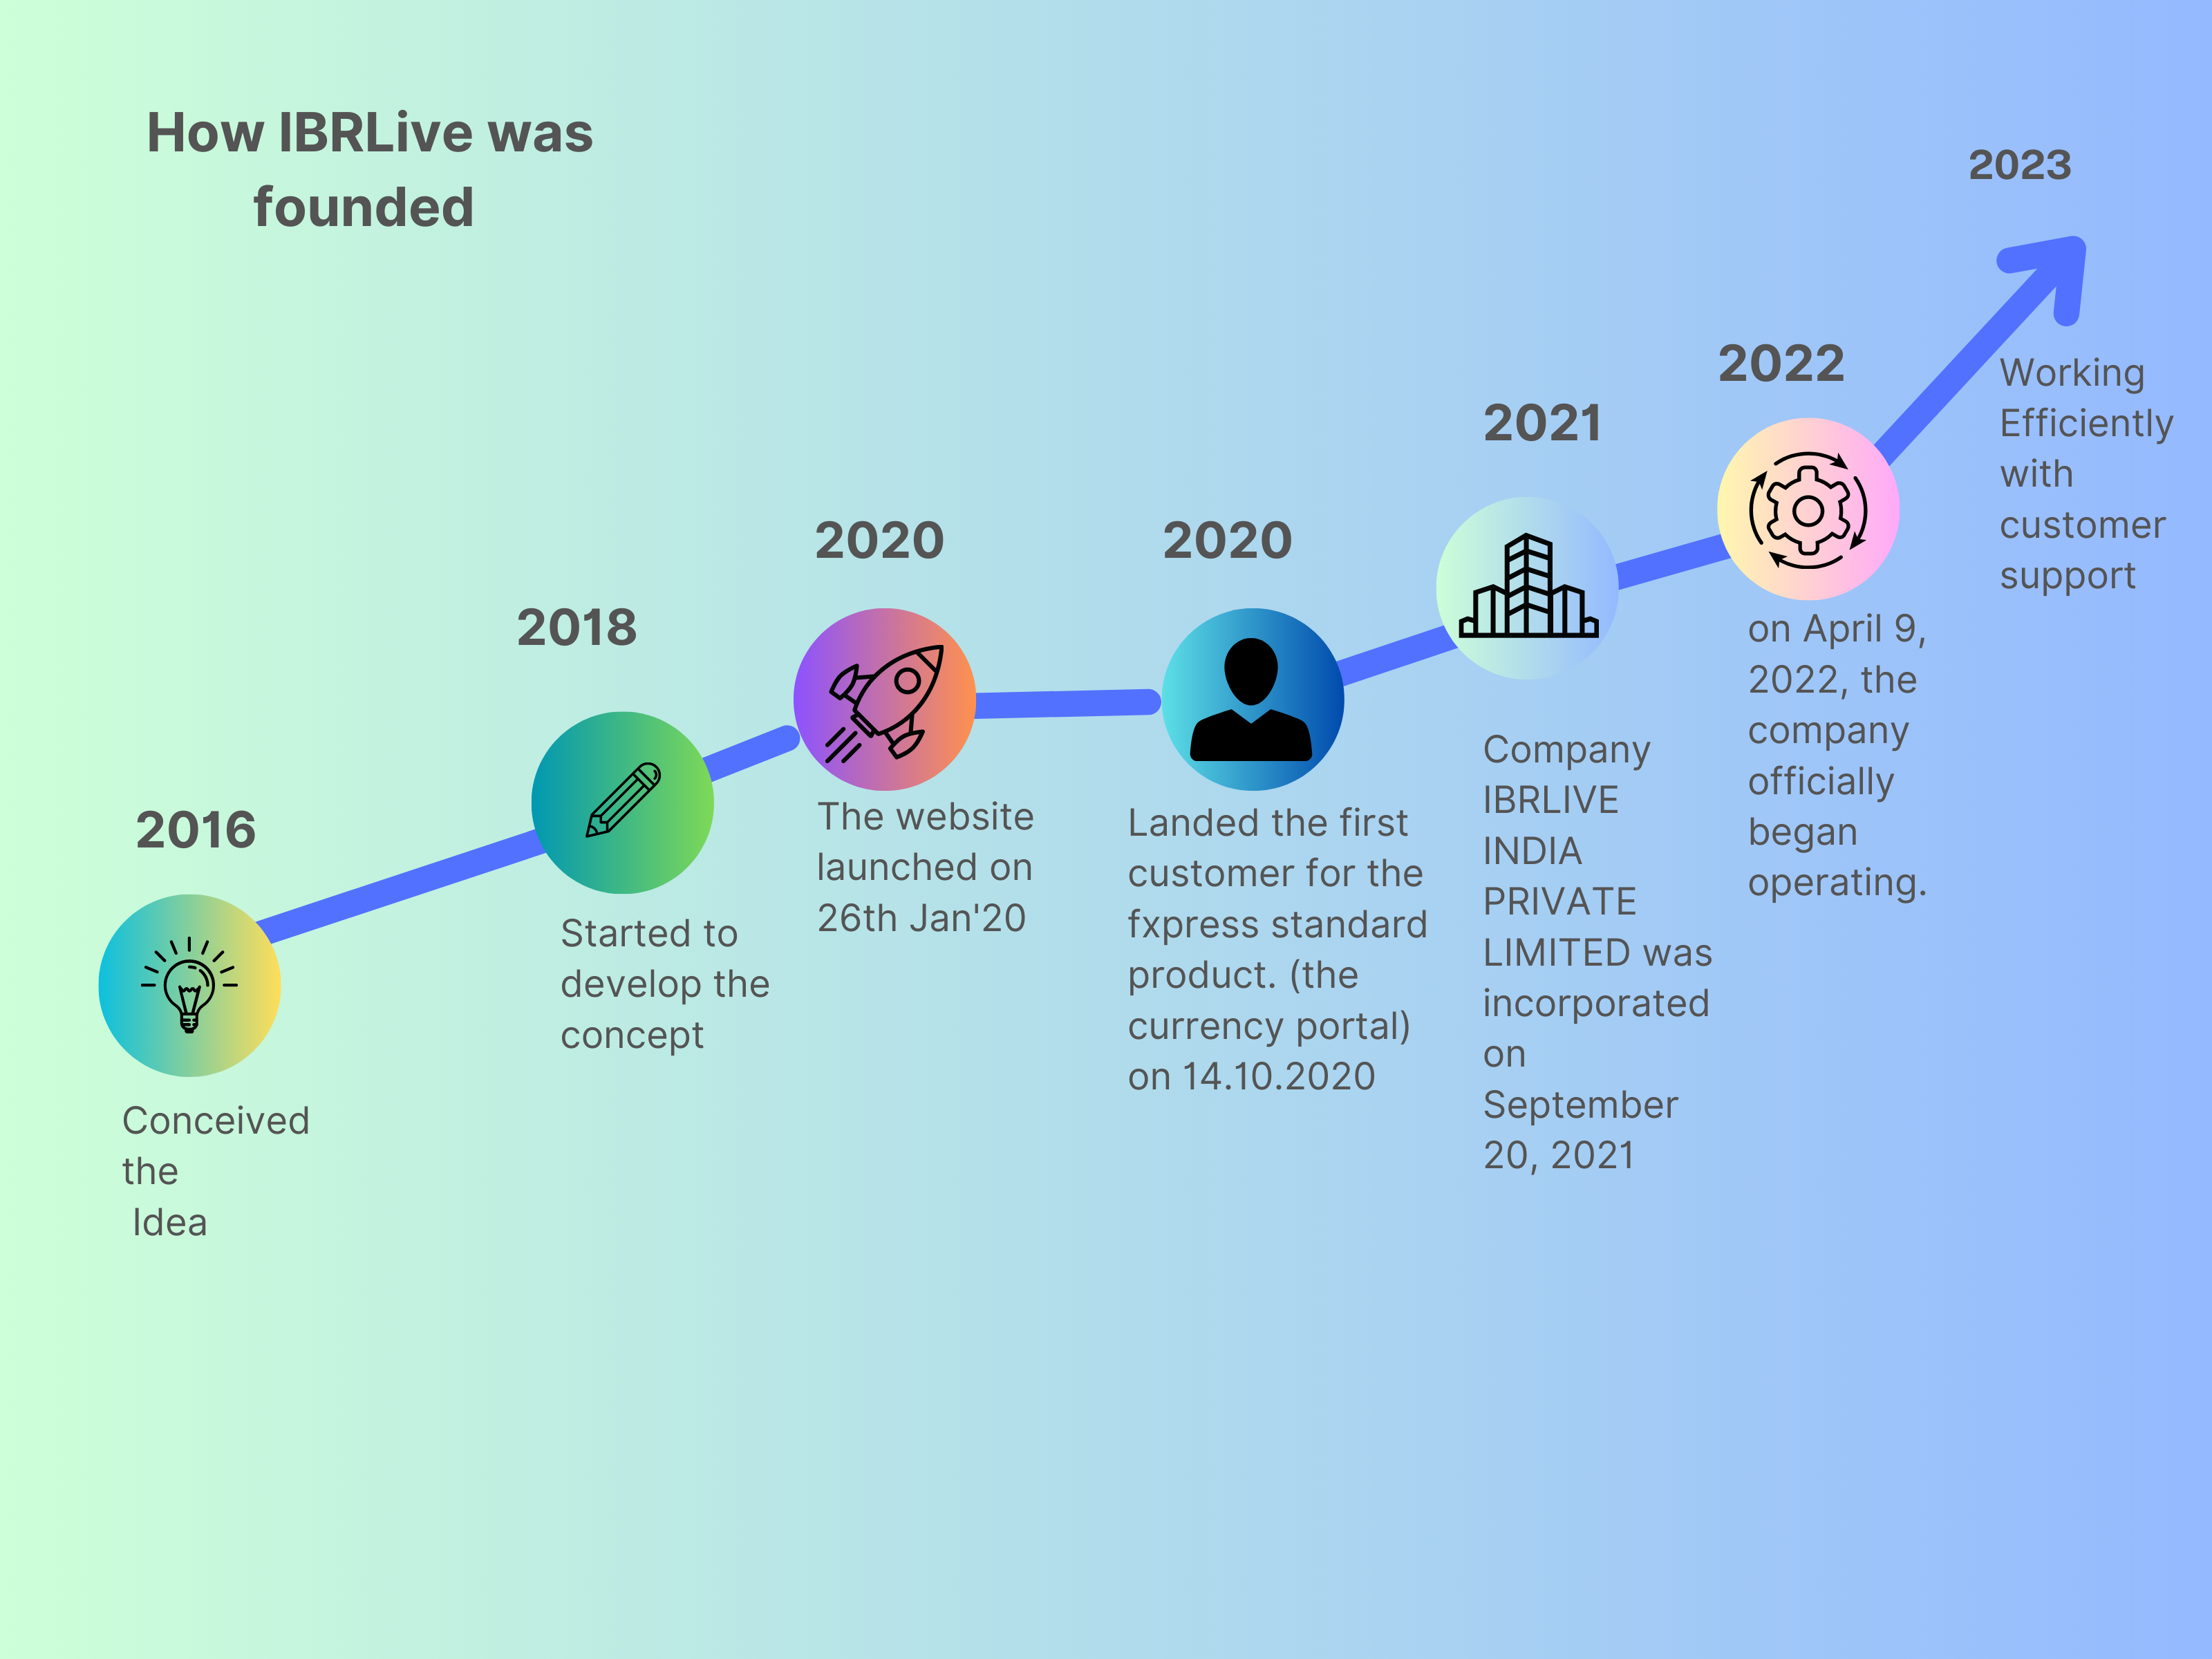 How IBRLive was
founded
2016
Conceived
the
Idea
2018
Started to
develop the
concept
2020
The website
launched on
26th Jan'20
2020
Landed the first
customer for the
fxpress standard
product. (the
currency portal)
on 14.10.2020
2021
Company
IBRLIVE
INDIA
PRIVATE
LIMITED was
incorporated
on
September
20, 2021
2022
on April 9,
2022, the
company
officially
began
operating.
2023
Working
Efficiently
with
customer
support